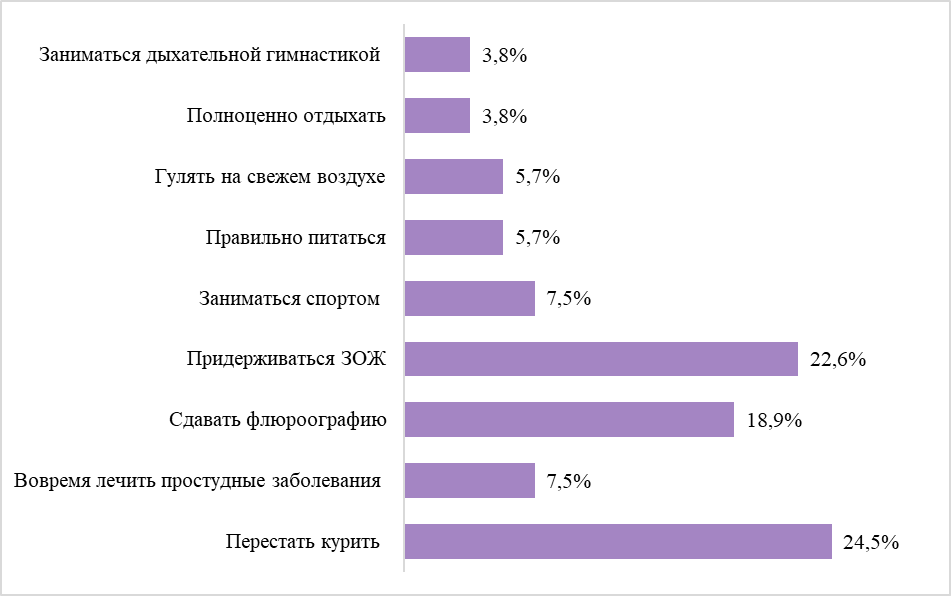 Заниматься дыхательной гимнастикой 3,8%
Полноценно отдыхать 3,8%
Гулять на свежем воздухе 5,7%
Правильно питаться 5,7%
Заниматься спортом 7,5%
Придерживаться ЗОЖ 22,6%
Сдавать флюроографию 18,9%
Вовремя лечить простудные заболевания 7,5%
Перестать курить 24,5%